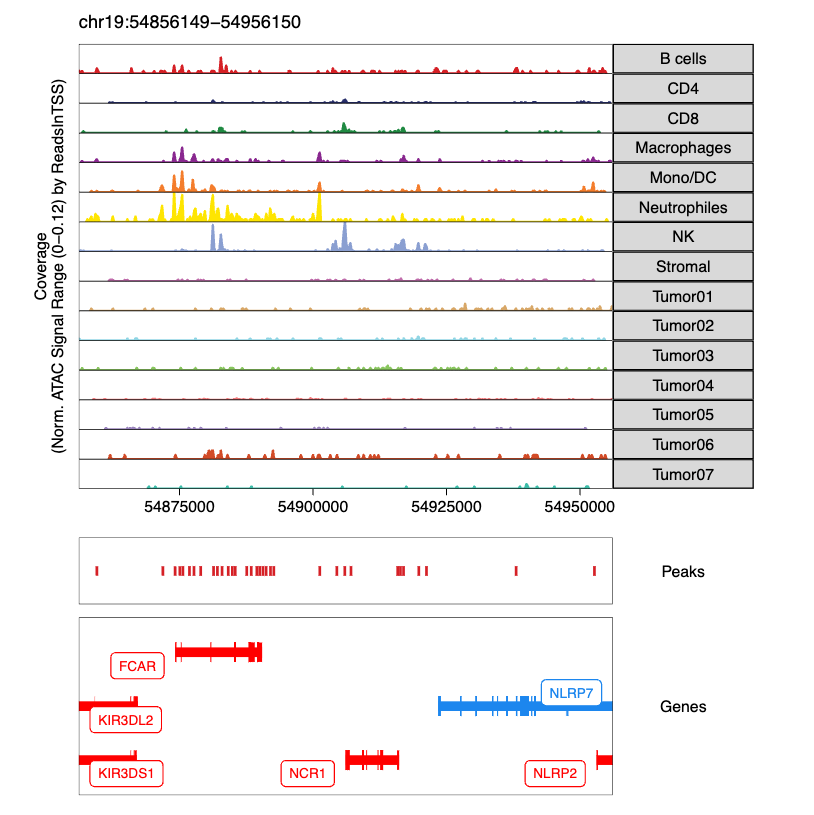 chr19:54856149−54956150
Coverage
(Norm. ATAC Signal Range (0−0.12) by ReadsInTSS)
B cells
CD4
CD8
Macrophages
Mono/DC
Neutrophiles
NK
Stromal
Tumor01
Tumor02
Tumor03
Tumor04
Tumor05
Tumor06
Tumor07
54875000 54900000 54925000 54950000
Peaks
FCAR
NLRP7
Genes
KIR3DL2
KIR3DS1
NCR1
NLRP2